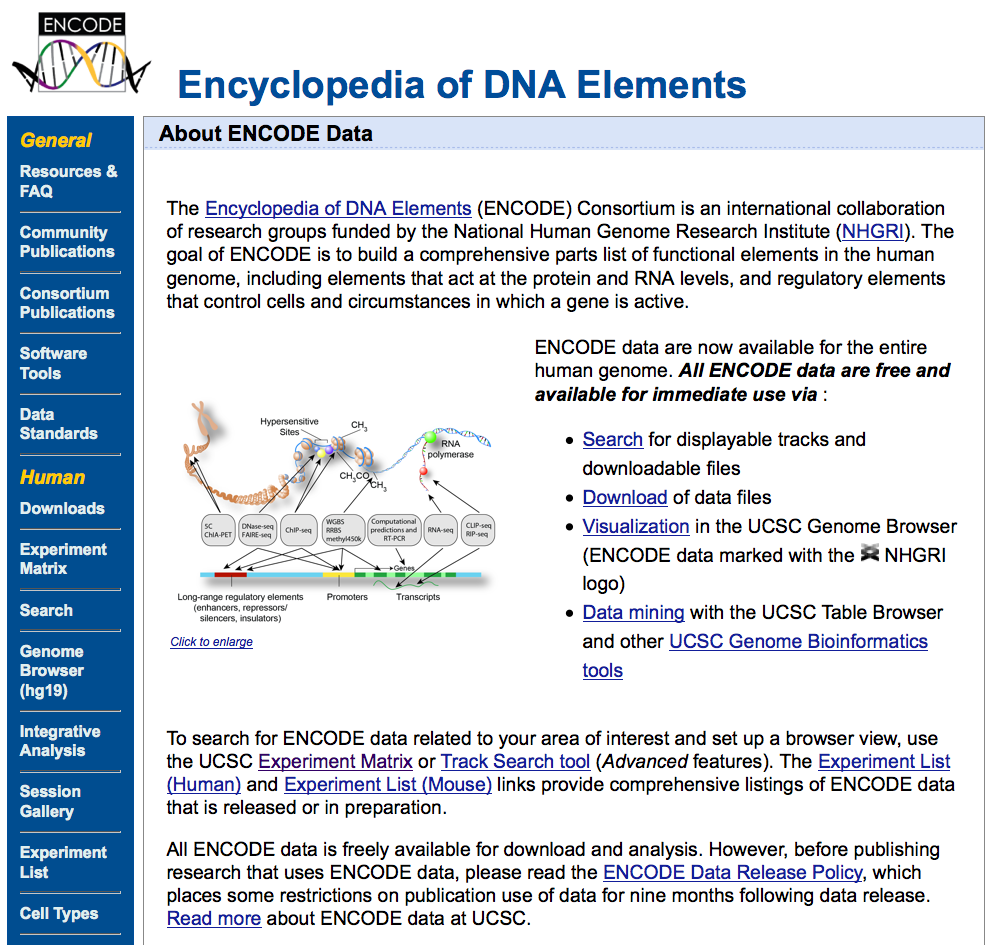 ENCODE
Encyclopedia of DNA Elements
General
Resources &
FAQ
Community
Publications
Consortium
Publications
Software
Tools
Data
Standards
Human
Downloads
Experiment
Matrix
Search
Genome
Browser
(hg19)
Integrative
Analysis
Session
Gallery
Experiment
List
Cell Types
About ENCODE Data
The Encyclopedia of DNA Elements (ENCODE) Consortium is an international collaboration
of research groups funded by the National Human Genome Research Institute (NHGRI). The
goal of ENCODE is to build a comprehensive parts list of functional elements in the human
genome, including elements that act at the protein and RNA levels, and regulatory elements
that control cells and circumstances in which a gene is active.
Hypersensitive
Sites
CH3
RNA
polymerase
CH3CO
CH3
5C
ChIA-PET
DNase-seq
FAIRE-seq
ChIP-seq
WGBS
RRBS
methyl450k
Computational
predictions and
RT-PCR
RNA-seq
CLIP-seq
RIP-seq
Genes
Long-range regulatory elements
(enhancers, repressors/
silencers, insulators)
Promoters
Transcripts
Click to enlarge
ENCODE data are now available for the entire
human genome. All ENCODE data are free and
available for immediate use via :
• Search for displayable tracks and
downloadable files
• Download of data files
• Visualization in the UCSC Genome Browser
(ENCODE data marked with the NHGRI
logo)
• Data mining with the UCSC Table Browser
and other UCSC Genome Bioinformatics
tools
To search for ENCODE data related to your area of interest and set up a browser view, use
the UCSC Experiment Matrix or Track Search tool (Advanced features). The Experiment List
(Human) and Experiment List (Mouse) links provide comprehensive listings of ENCODE data
that is released or in preparation.
All ENCODE data is freely available for download and analysis. However, before publishing
research that uses ENCODE data, please read the ENCODE Data Release Policy, which
places some restrictions on publication use of data for nine months following data release.
Read more about ENCODE data at UCSC.